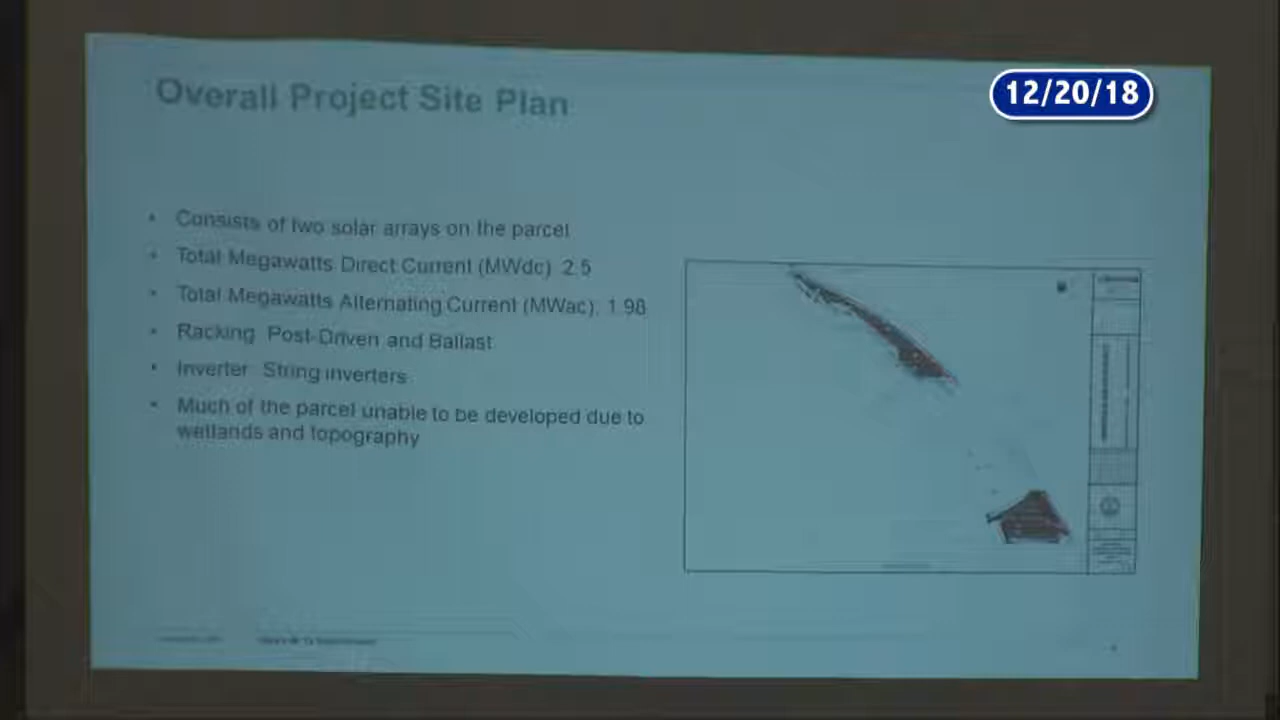 Overall Project Site Plan
12/20/18
• Consists of two solar arrays on the parcel
• Total Megawatts Direct Current (MWdc) 2.5
• Total Megawatts Alternating Current (MWac): 1.98
• Racking Post-Driven and Ballast
• Inverter String inverters
• Much of the parcel unable to be developed due to
wetlands and topography